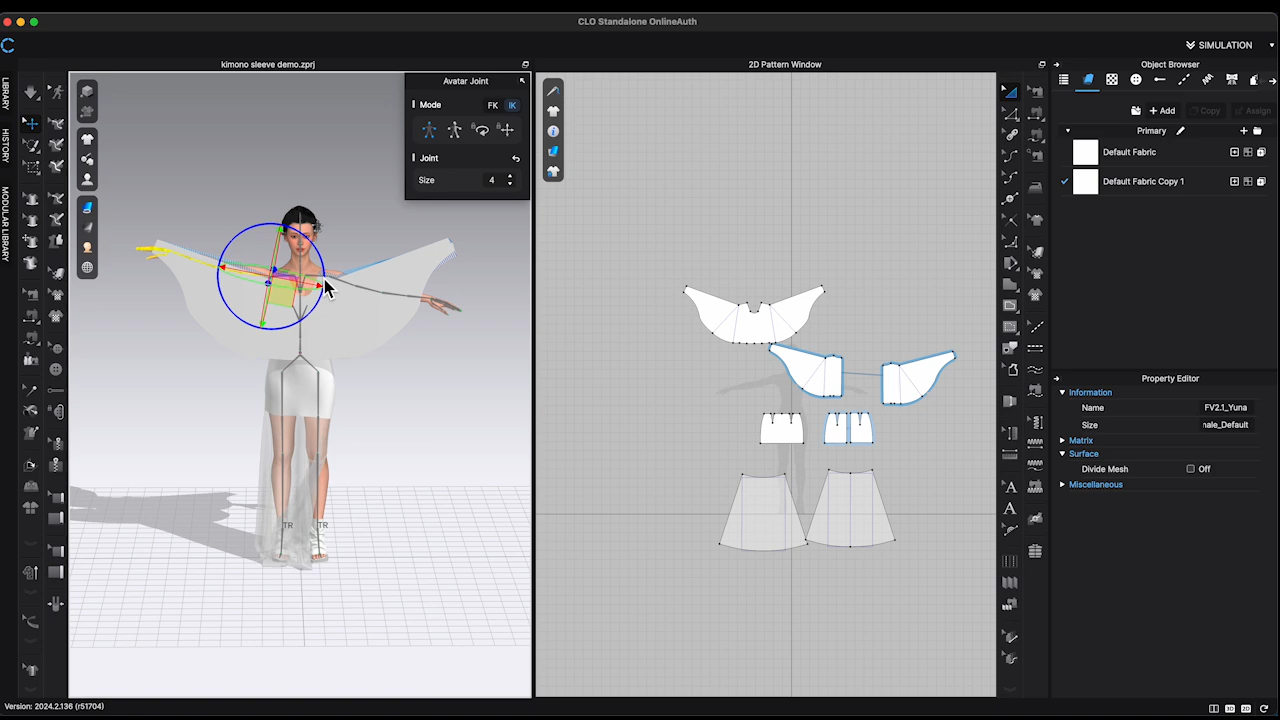 CLO Standalone OnlineAuth
SIMULATION
kimono sleeve demo.zprj
2D Pattern Window
Object Browser
LIBRARY
HISTORY
MODULAR LIBRARY
Avatar Joint
Mode
FK
IK
Joint
Size
4
Add
Copy
Assign
Primary
Default Fabric
Default Fabric Copy 1
Property Editor
Information
Name
FV2.1_Yuna
Size
nale_Default
Matrix
Surface
Divide Mesh
Off
Miscellaneous
TR
TR
A
A
Version: 2024.2.136 (r51704)
3D
2D